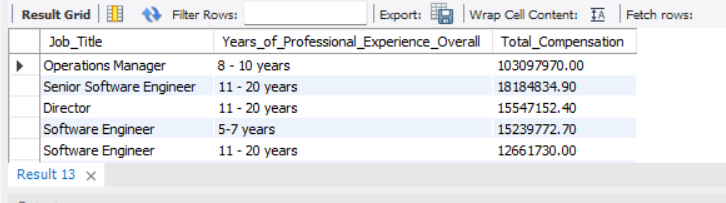 Result Grid Filter Rows: Export: Wrap Cell Content: Fetch rows:
Job_Title Years_of_Professional_Experience_Overall Total_Compensation
Operations Manager 8 - 10 years 103097970.00
Senior Software Engineer 11 - 20 years 18184834.90
Director 11 - 20 years 15547152.40
Software Engineer 5-7 years 15239772.70
Software Engineer 11 - 20 years 12661730.00
Result 13